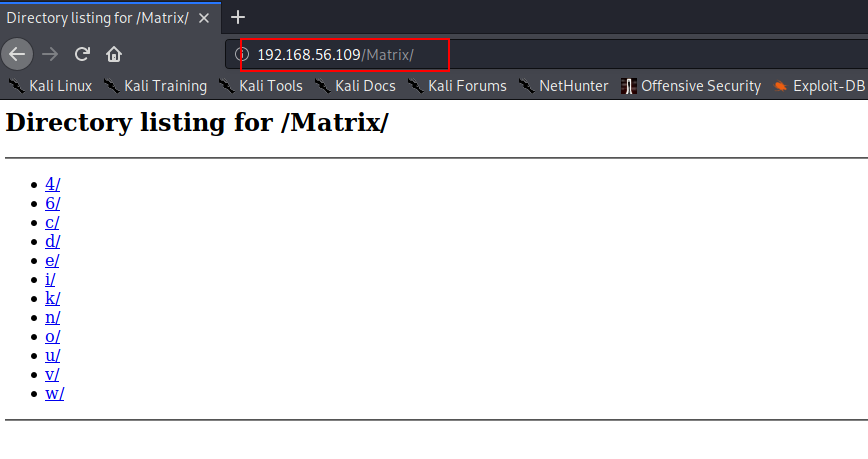 Directory listing for /Matrix/
192.168.56.109/Matrix/
Kali Linux Kali Training Kali Tools Kali Docs Kali Forums NetHunter Offensive Security Exploit-DB
Directory listing for /Matrix/
4/
6/
c/
d/
e/
i/
k/
n/
o/
u/
v/
w/